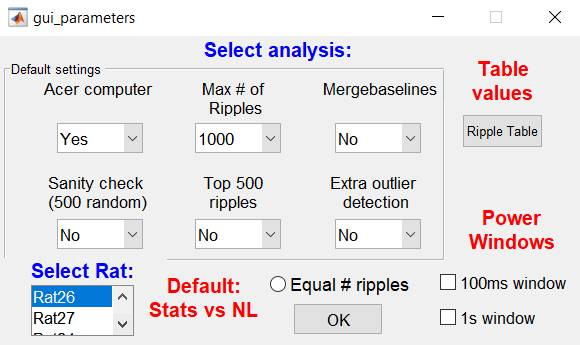 gui_parameters
Select analysis:
Default settings
Acer computer
Max # of
Ripples
Mergebaselines
Yes
1000
No
Sanity check
(500 random)
Top 500
ripples
Extra outlier
detection
No
No
No
Table
values
Ripple Table
Power
Windows
100ms window
1s window
Select Rat:
Rat26
Rat27
Default:
Stats vs NL
Equal # ripples
OK